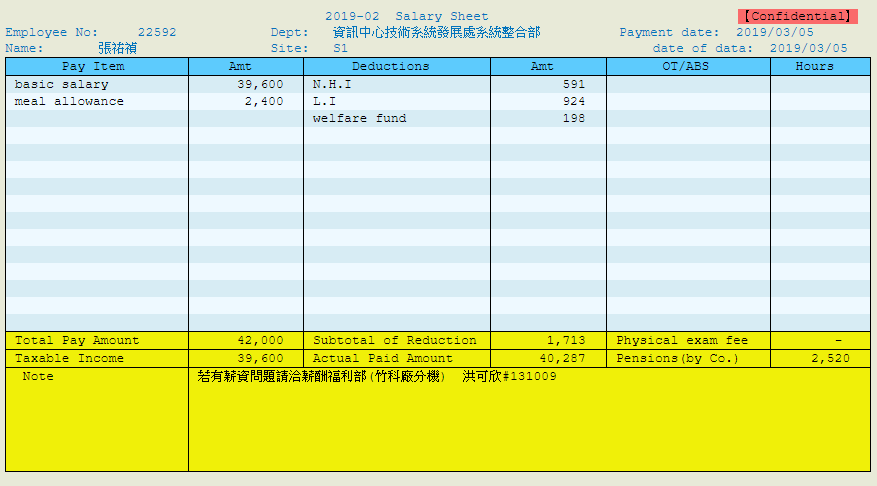 2019-02 Salary Sheet
【Confidential】
Employee No: 22592 Dept: 資訊中心技術系統發展處系統整合部 Payment date: 2019/03/05
Name: 張祐禎 Site: S1 date of data: 2019/03/05
Pay Item Amt Deductions Amt OT/ABS Hours
basic salary 39,600 N.H.I 591
meal allowance 2,400 L.I 924
welfare fund 198
Total Pay Amount 42,000 Subtotal of Reduction 1,713 Physical exam fee -
Taxable Income 39,600 Actual Paid Amount 40,287 Pensions(by Co.) 2,520
Note 若有薪資問題請洽薪酬福利部(竹科廠分機) 洪可欣#131009